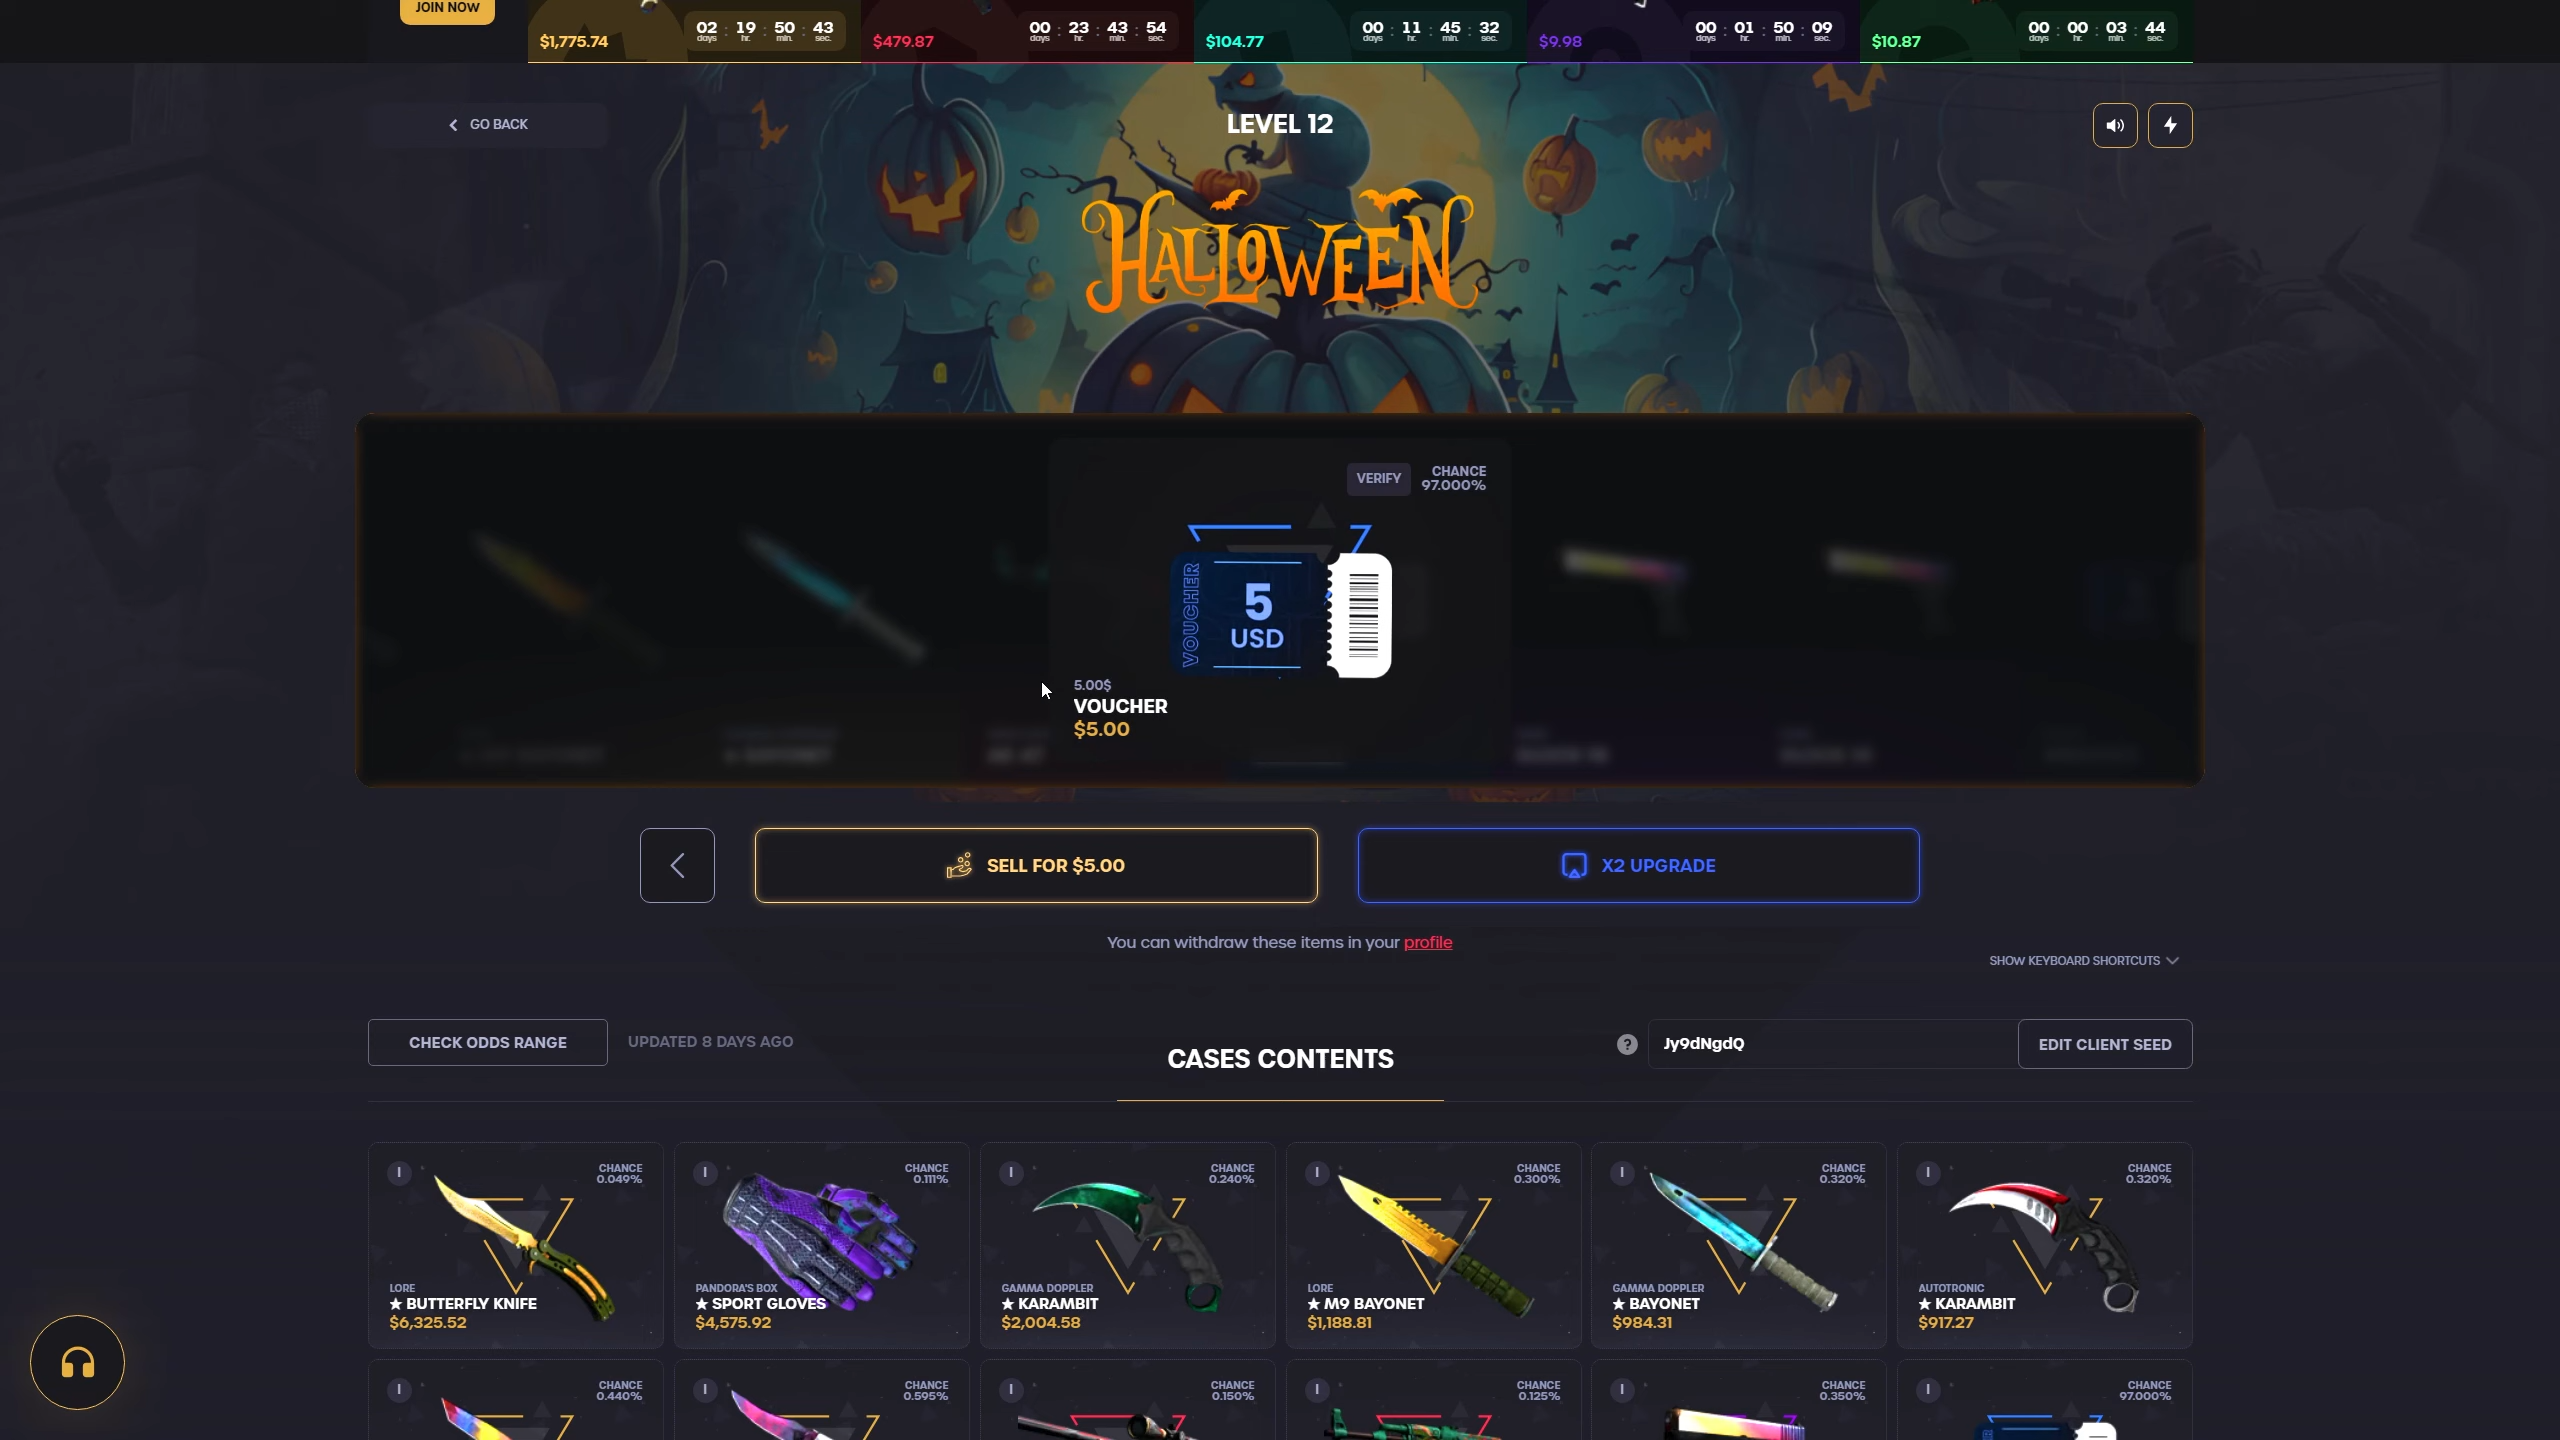 JOIN NOW
$1,775.74
02 : 19 : 50 : 43
days hr. min. sec.
$479.87
00 : 23 : 43 : 54
days hr. min. sec.
$104.77
00 : 11 : 45 : 32
days hr. min. sec.
$9.98
00 : 01 : 50 : 09
days hr. min. sec.
$10.87
00 : 00 : 03 : 44
days hr. min. sec.
GO BACK
LEVEL 12
HALLOWEEN
VERIFY
CHANCE
97.000%
VOUCHER
5
USD
5.00$
VOUCHER
$5.00
SELL FOR $5.00
X2 UPGRADE
You can withdraw these items in your profile
SHOW KEYBOARD SHORTCUTS
CHECK ODDS RANGE
UPDATED 8 DAYS AGO
CASES CONTENTS
?
Jy9dNgdQ
EDIT CLIENT SEED
I
CHANCE
0.049%
LORE
★ BUTTERFLY KNIFE
$6,325.52
I
CHANCE
0.111%
PANDORA'S BOX
★ SPORT GLOVES
$4,575.92
I
CHANCE
0.240%
GAMMA DOPPLER
★ KARAMBIT
$2,004.58
I
CHANCE
0.300%
LORE
★ M9 BAYONET
$1,188.81
I
CHANCE
0.320%
GAMMA DOPPLER
★ BAYONET
$984.31
I
CHANCE
0.320%
AUTOTRONIC
★ KARAMBIT
$917.27
I
CHANCE
0.440%
I
CHANCE
0.595%
I
CHANCE
0.150%
I
CHANCE
0.125%
I
CHANCE
0.350%
I
CHANCE
97.000%